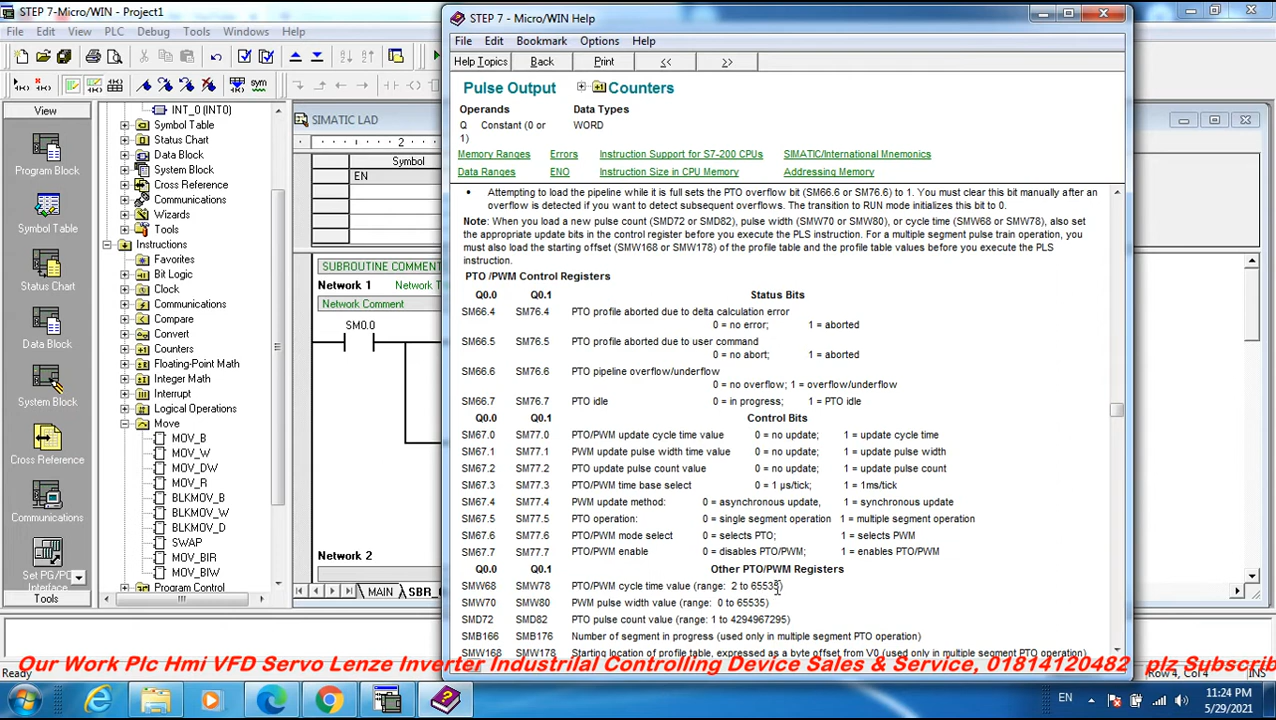 STEP 7-Micro/WIN - Project1
File Edit View PLC Debug Tools Windows Help
View
Program Block
Symbol Table
Status Chart
Data Block
System Block
Cross Reference
Communications
Set PG/PC
Interface
Tools
INT_0 (INT0)
Symbol Table
Status Chart
Data Block
System Block
Cross Reference
Communications
Wizards
Tools
Instructions
Favorites
Bit Logic
Clock
Communications
Compare
Convert
Counters
Floating-Point Math
Integer Math
Interrupt
Logical Operations
Move
MOV_B
MOV_W
MOV_DW
MOV_R
BLKMOV_B
BLKMOV_W
BLKMOV_D
SWAP
MOV_BIR
MOV_BIW
Program Control
SIMATIC LAD
2
Symbol
EN
SUBROUTINE COMMENT
Network 1
Network Comment
SM0.0
Network 2
MAIN
STEP 7 - Micro/WIN Help
File Edit Bookmark Options Help
Help Topics Back Print << >>
Pulse Output Counters
Operands Data Types
Q Constant (0 or WORD
1)
Memory Ranges Errors Instruction Support for S7-200 CPUs SIMATIC/International Mnemonics
Data Ranges ENO Instruction Size in CPU Memory Addressing Memory
• Attempting to load the pipeline while it is full sets the PTO overflow bit (SM66.6 or SM76.6) to 1. You must clear this bit manually after an
overflow is detected if you want to detect subsequent overflows. The transition to RUN mode initializes this bit to 0.
Note: When you load a new pulse count (SMD72 or SMD82), pulse width (SMW70 or SMW80), or cycle time (SMW68 or SMW78), also set
the appropriate update bits in the control register before you execute the PLS instruction. For a multiple segment pulse train operation, you
must also load the starting offset (SMW168 or SMW178) of the profile table and the profile table values before you execute the PLS
instruction.
PTO /PWM Control Registers
Q0.0 Q0.1 Status Bits
SM66.4 SM76.4 PTO profile aborted due to delta calculation error
0 = no error; 1 = aborted
SM66.5 SM76.5 PTO profile aborted due to user command
0 = no abort; 1 = aborted
SM66.6 SM76.6 PTO pipeline overflow/underflow
0 = no overflow; 1 = overflow/underflow
SM66.7 SM76.7 PTO idle 0 = in progress; 1 = PTO idle
Q0.0 Q0.1 Control Bits
SM67.0 SM77.0 PTO/PWM update cycle time value 0 = no update; 1 = update cycle time
SM67.1 SM77.1 PWM update pulse width time value 0 = no update; 1 = update pulse width
SM67.2 SM77.2 PTO update pulse count value 0 = no update; 1 = update pulse count
SM67.3 SM77.3 PTO/PWM time base select 0 = 1 µs/tick; 1 = 1ms/tick
SM67.4 SM77.4 PWM update method: 0 = asynchronous update, 1 = synchronous update
SM67.5 SM77.5 PTO operation: 0 = single segment operation 1 = multiple segment operation
SM67.6 SM77.6 PTO/PWM mode select 0 = selects PTO; 1 = selects PWM
SM67.7 SM77.7 PTO/PWM enable 0 = disables PTO/PWM; 1 = enables PTO/PWM
Q0.0 Q0.1 Other PTO/PWM Registers
SMW68 SMW78 PTO/PWM cycle time value (range: 2 to 65535)
SMW70 SMW80 PWM pulse width value (range: 0 to 65535)
SMD72 SMD82 PTO pulse count value (range: 1 to 4294967295)
SMB166 SMB176 Number of segment in progress (used only in multiple segment PTO operation)
SMW168 SMW178 Starting location of profile table, expressed as a byte offset from V0 (used only in multiple segment PTO operation)
Our Work Plc Hmi VFD Servo Lenze Inverter Industrilal Controlling Device Sales & Service, 01814120482 plz Subscrib
Ready
INS
EN
11:24 PM
5/29/2021